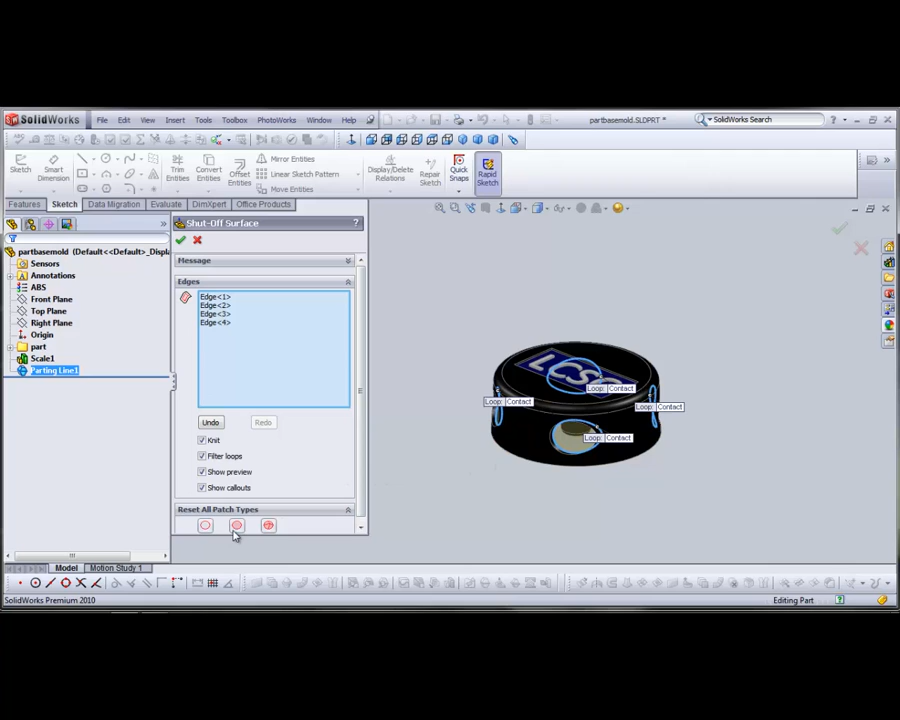 SolidWorks File Edit View Insert Tools Toolbox PhotoWorks Window Help partbasemold.SLDPRT * SolidWorks Search
Sketch Smart Dimension Trim Entities Convert Entities Offset Entities Mirror Entities Linear Sketch Pattern Move Entities Display/Delete Relations Repair Sketch Quick Snaps Rapid Sketch
Features Sketch Data Migration Evaluate DimXpert Office Products
Shut-Off Surface ?
partbasemold (Default<<Default>_Displa
Message
Sensors
Annotations
Edges
ABS
Edge<1>
Front Plane
Edge<2>
Top Plane
Edge<3>
Right Plane
Edge<4>
Origin
part
Scale1
Parting Line1
LCSC
Loop: Contact
Loop: Contact
Loop: Contact
Loop: Contact
Undo Redo
Knit
Filter loops
Show preview
Show callouts
Reset All Patch Types
Model Motion Study 1
SolidWorks Premium 2010 Editing Part